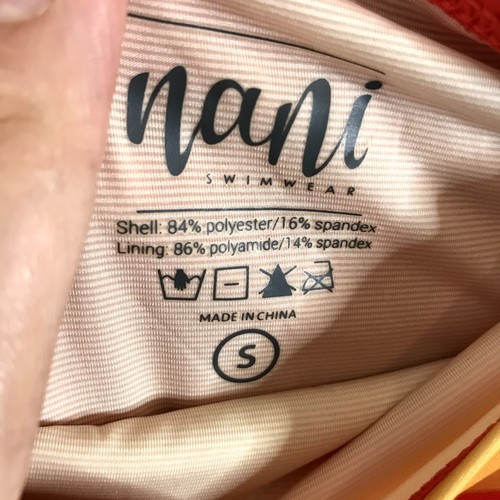 nani
SWIMWEAR
Shell: 84% polyester/16% spandex
Lining: 86% polyamide/14% spandex
MADE IN CHINA
S